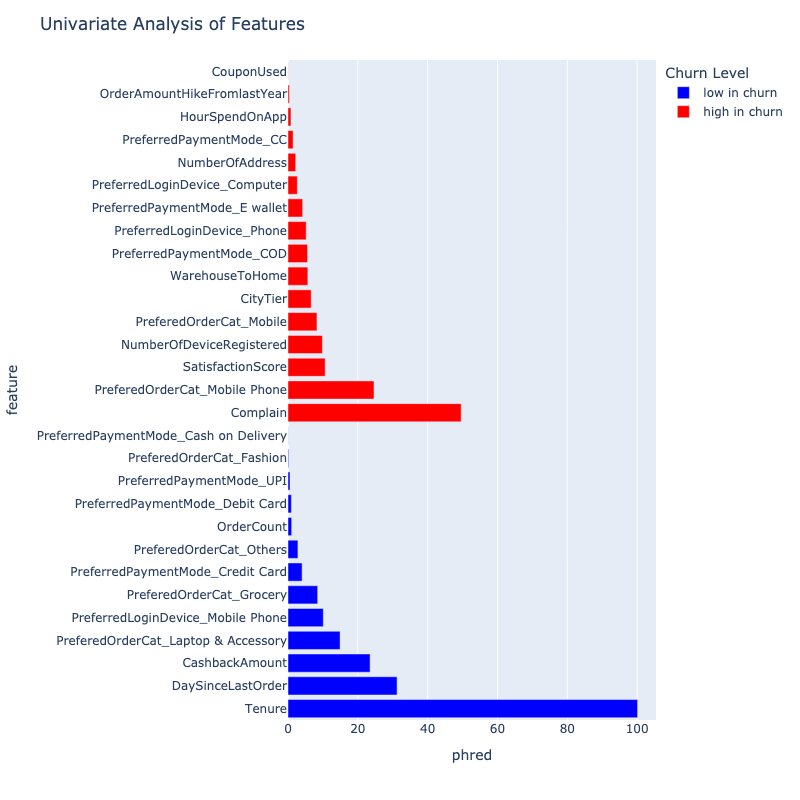 Univariate Analysis of Features
Churn Level
low in churn
high in churn
feature
CouponUsed
OrderAmountHikeFromlastYear
HourSpendOnApp
PreferredPaymentMode_CC
NumberOfAddress
PreferredLoginDevice_Computer
PreferredPaymentMode_E wallet
PreferredLoginDevice_Phone
PreferredPaymentMode_COD
WarehouseToHome
CityTier
PreferedOrderCat_Mobile
NumberOfDeviceRegistered
SatisfactionScore
PreferedOrderCat_Mobile Phone
Complain
PreferredPaymentMode_Cash on Delivery
PreferedOrderCat_Fashion
PreferredPaymentMode_UPI
PreferredPaymentMode_Debit Card
OrderCount
PreferedOrderCat_Others
PreferredPaymentMode_Credit Card
PreferedOrderCat_Grocery
PreferredLoginDevice_Mobile Phone
PreferedOrderCat_Laptop & Accessory
CashbackAmount
DaySinceLastOrder
Tenure
0 20 40 60 80 100
phred